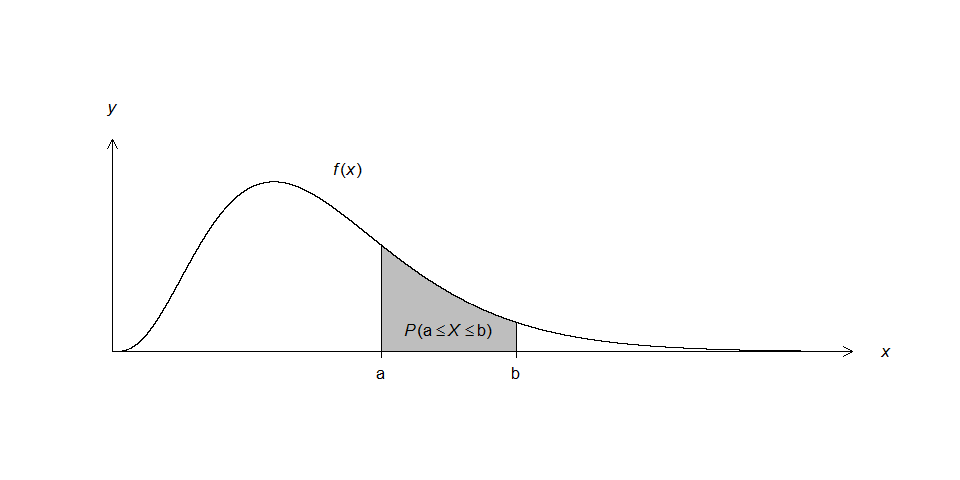 y
f(x)
P(a ≤ X ≤ b)
x
a
b